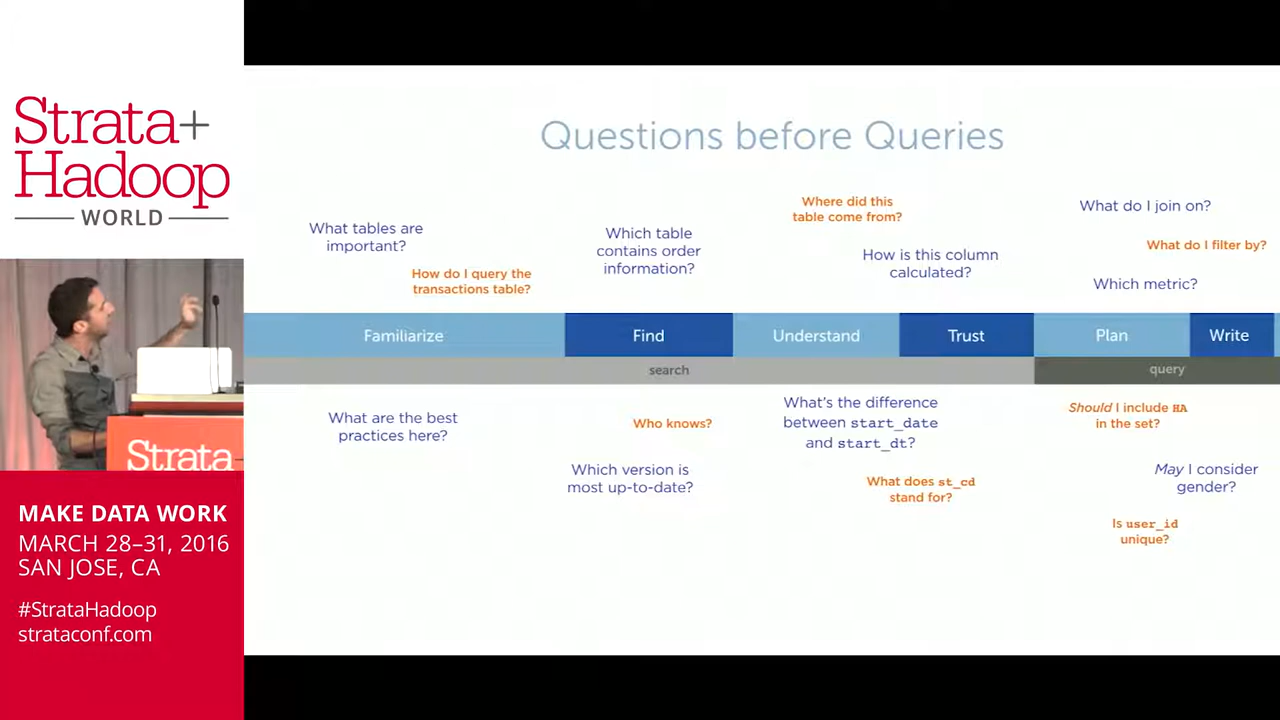 Strata+
Hadoop
WORLD
Strata
MAKE DATA WORK
MARCH 28–31, 2016
SAN JOSE, CA
#StrataHadoop
strataconf.com
Questions before Queries
What tables are
important?
How do I query the
transactions table?
Which table
contains order
information?
Where did this
table come from?
How is this column
calculated?
What do I join on?
What do I filter by?
Which metric?
Familiarize
Find
Understand
Trust
Plan
Write
search
query
What are the best
practices here?
Who knows?
Which version is
most up-to-date?
What's the difference
between start_date
and start_dt?
What does st_cd
stand for?
Should I include HA
in the set?
May I consider
gender?
Is user_id
unique?